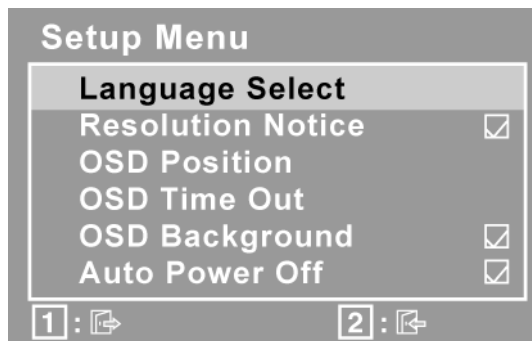 Setup Menu
Language Select
Resolution Notice
OSD Position
OSD Time Out
OSD Background
Auto Power Off
1 : 2 :